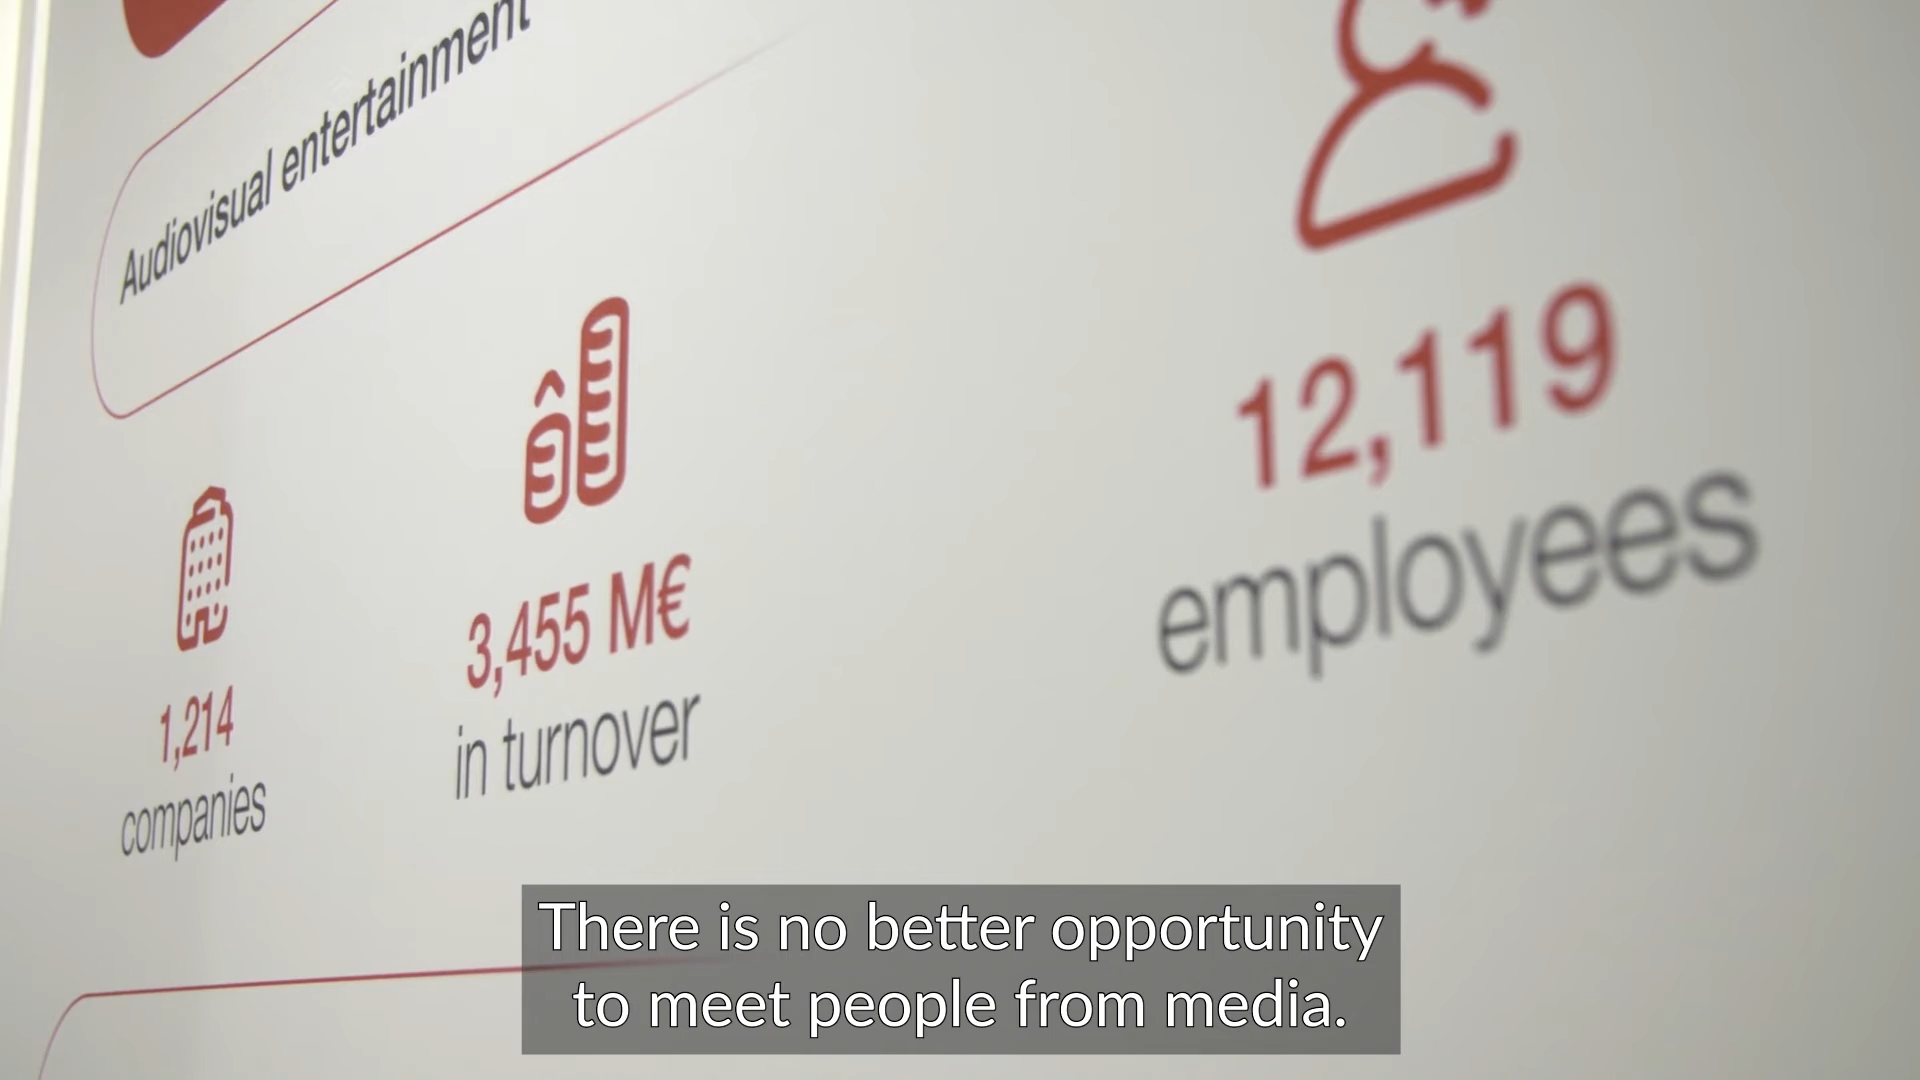 Audiovisual entertainment
1,214
companies
3,455 M€
in turnover
12,119
employees
There is no better opportunity
to meet people from media.